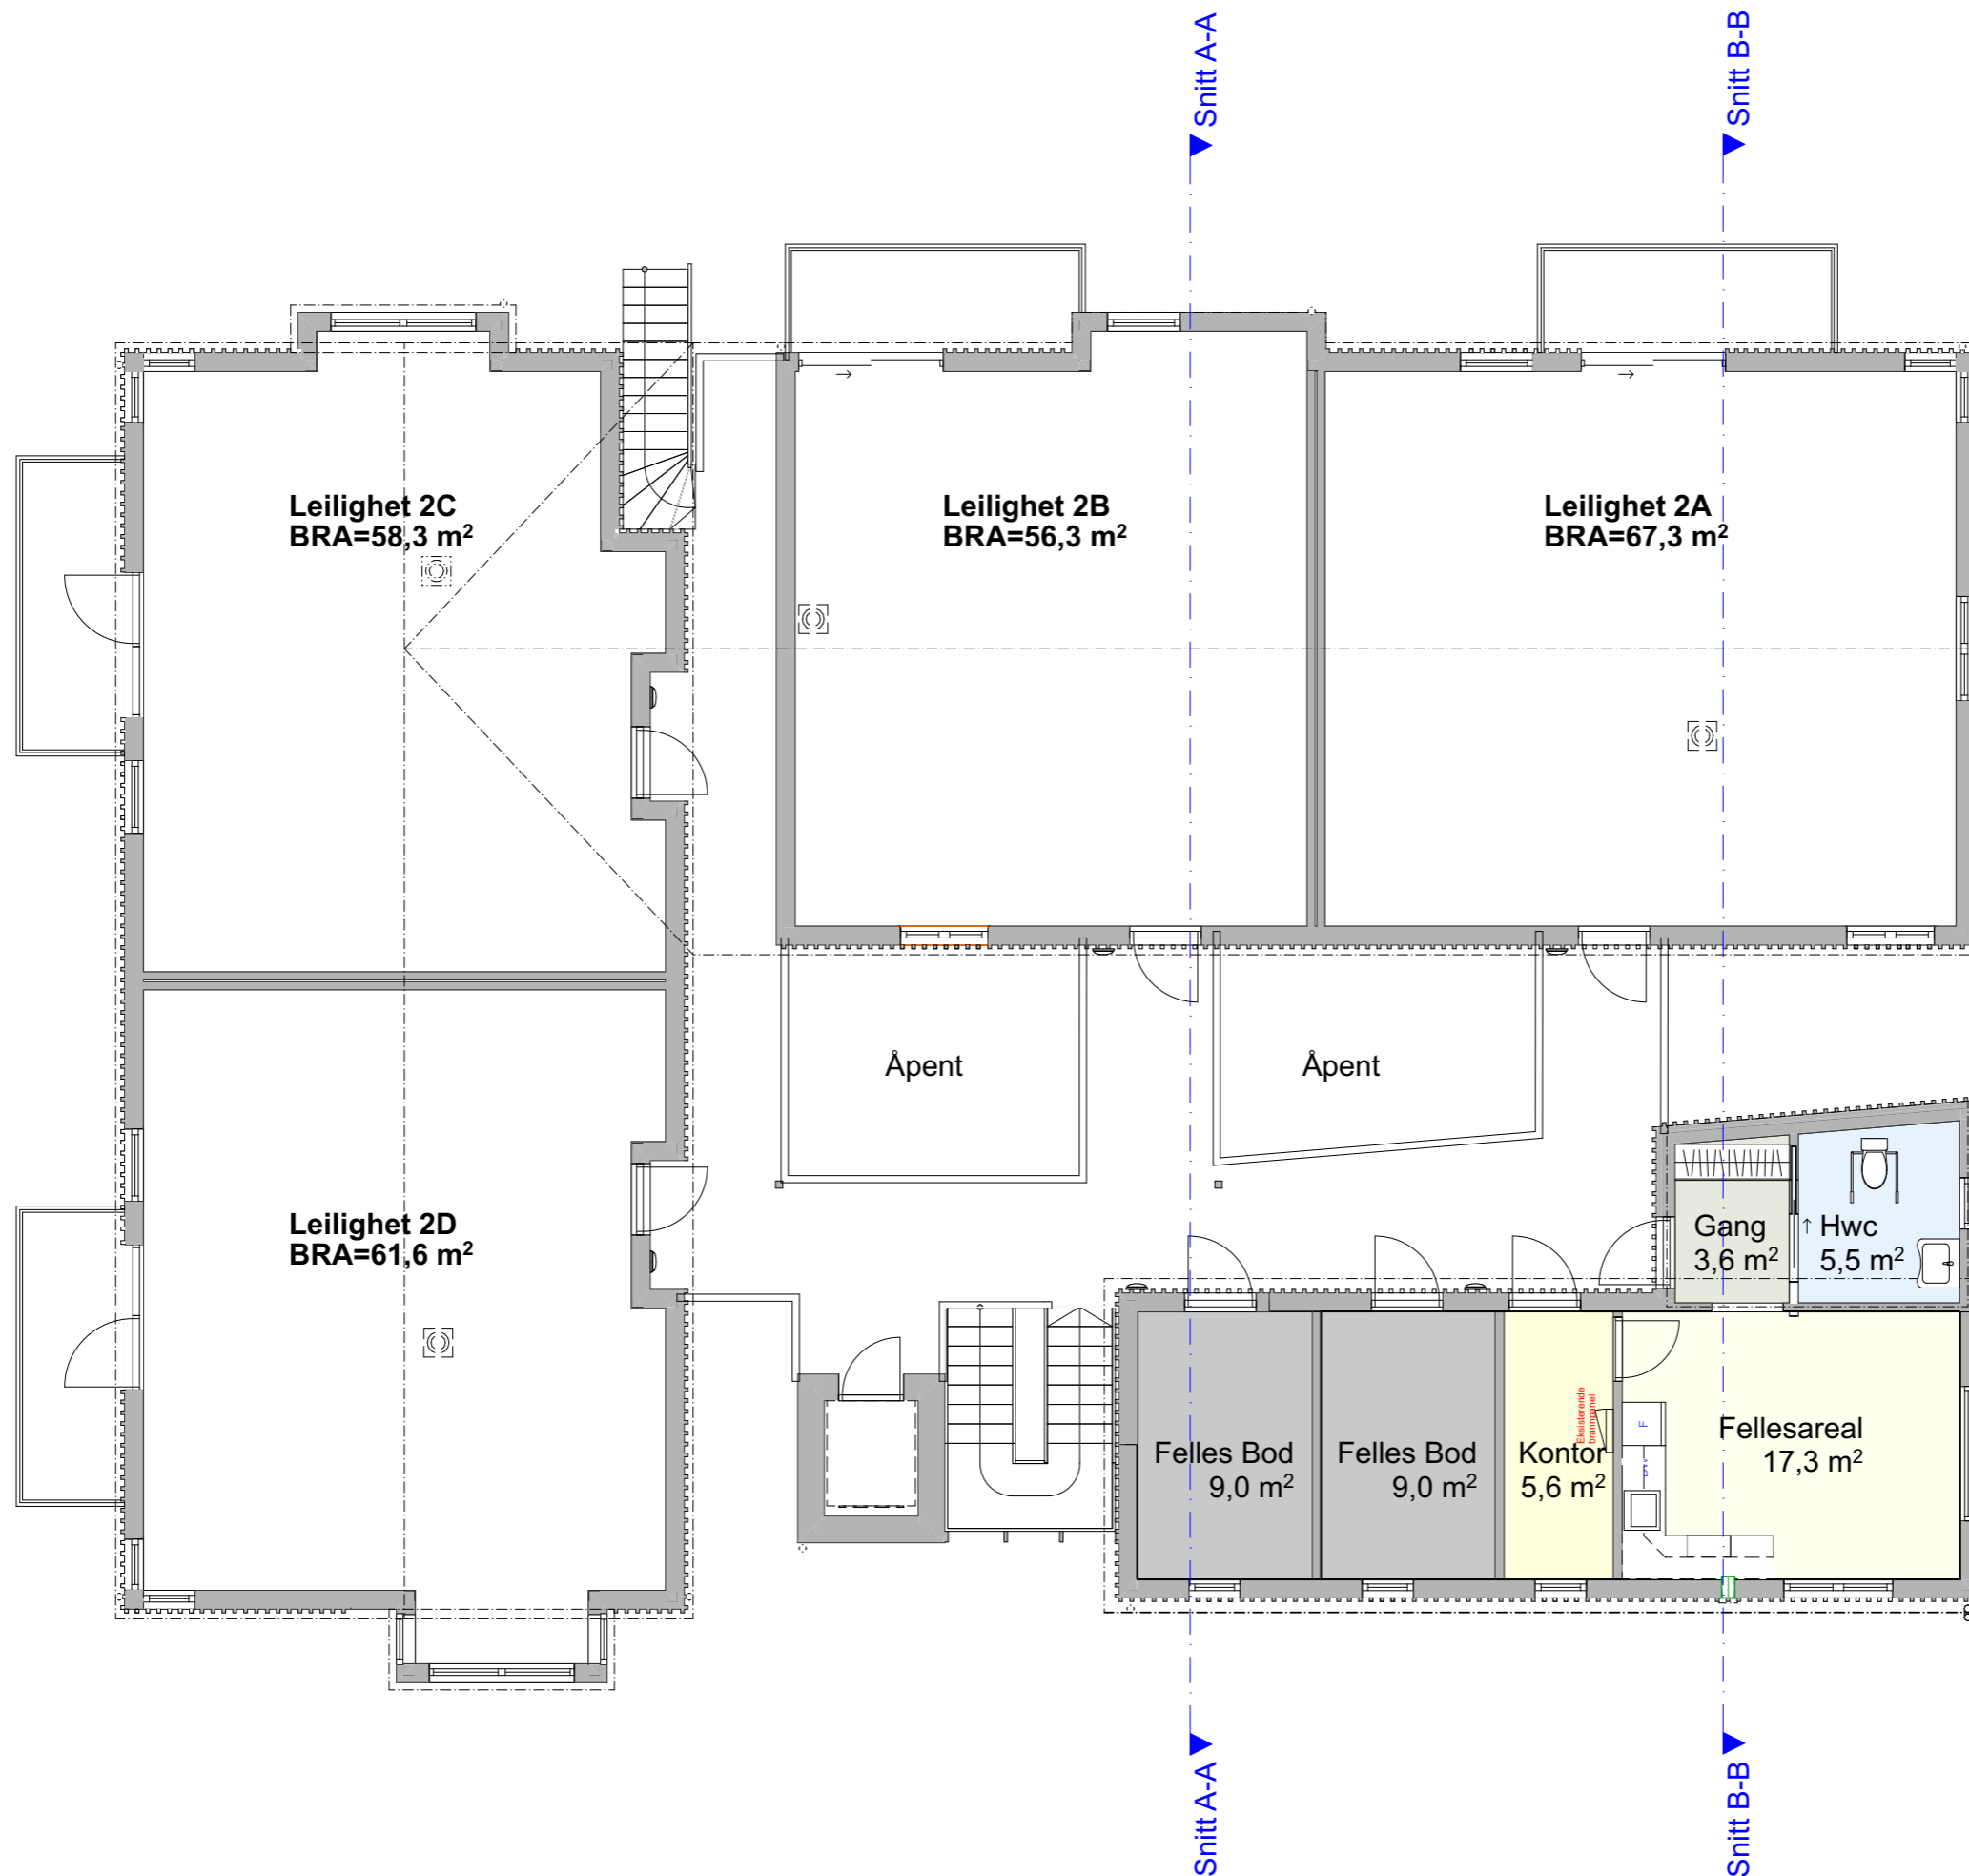 Snitt A-A
Snitt B-B
Leilighet 2C
BRA=58,3 m²
Leilighet 2B
BRA=56,3 m²
Leilighet 2A
BRA=67,3 m²
Åpent
Åpent
Leilighet 2D
BRA=61,6 m²
Gang
3,6 m²
Hwc
5,5 m²
Eksisterende
brannpanel
F
Felles Bod
9,0 m²
Felles Bod
9,0 m²
Kontor
5,6 m²
Fellesareal
17,3 m²
Snitt A-A
Snitt B-B